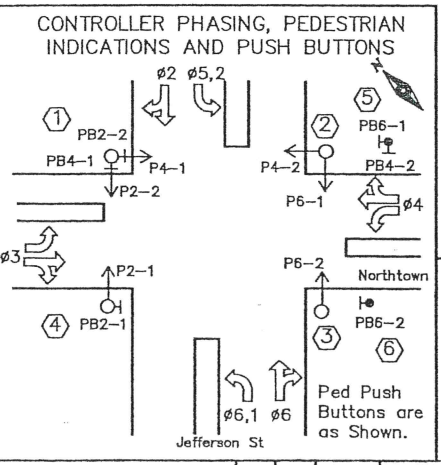 CONTROLLER PHASING, PEDESTRIAN
INDICATIONS AND PUSH BUTTONS
N
ø2 ø5,2
1
5
PB2-2
2
PB6-1
PB4-1
P4-1
P4-2
PB4-2
P2-2
P6-1
ø4
ø3
P2-1
P6-2
Northtown
4
PB2-1
3
PB6-2
6
ø6,1 ø6
Ped Push
Buttons are
as Shown.
Jefferson St